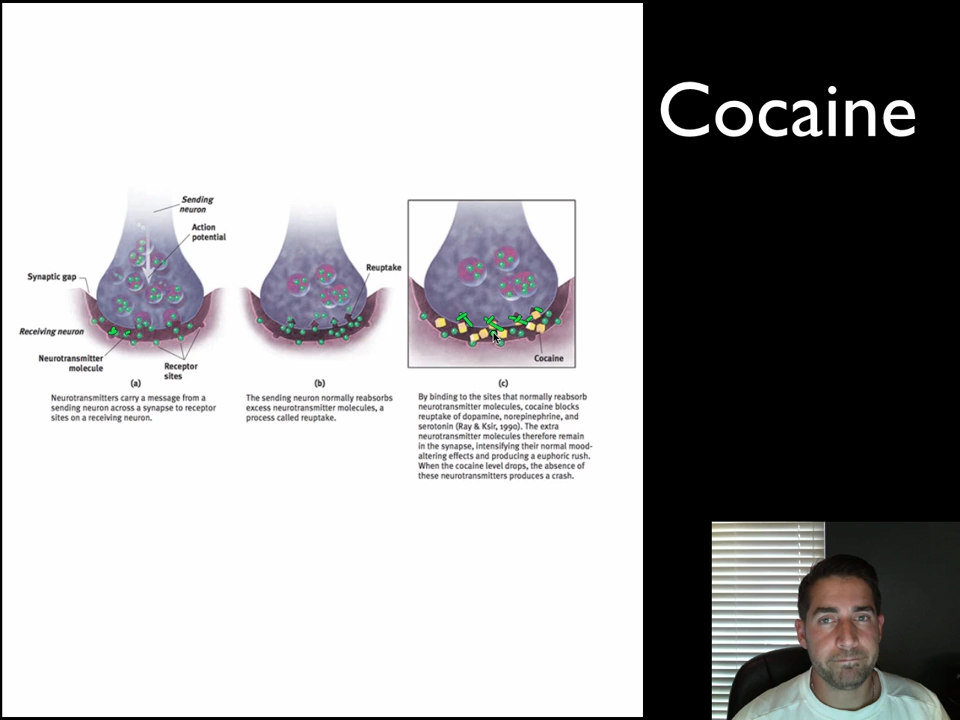 Cocaine
Sending
neuron
Action
potential
Synaptic gap
Receiving neuron
Neurotransmitter
molecule
Receptor
sites
(a)
Neurotransmitters carry a message from a
sending neuron across a synapse to receptor
sites on a receiving neuron.
Reuptake
(b)
The sending neuron normally reabsorbs
excess neurotransmitter molecules, a
process called reuptake.
Cocaine
(c)
By binding to the sites that normally reabsorb
neurotransmitter molecules, cocaine blocks
reuptake of dopamine, norepinephrine, and
serotonin (Ray & Ksir, 1990). The extra
neurotransmitter molecules therefore remain
in the synapse, intensifying their normal mood-
altering effects and producing a euphoric rush.
When the cocaine level drops, the absence of
these neurotransmitters produces a crash.